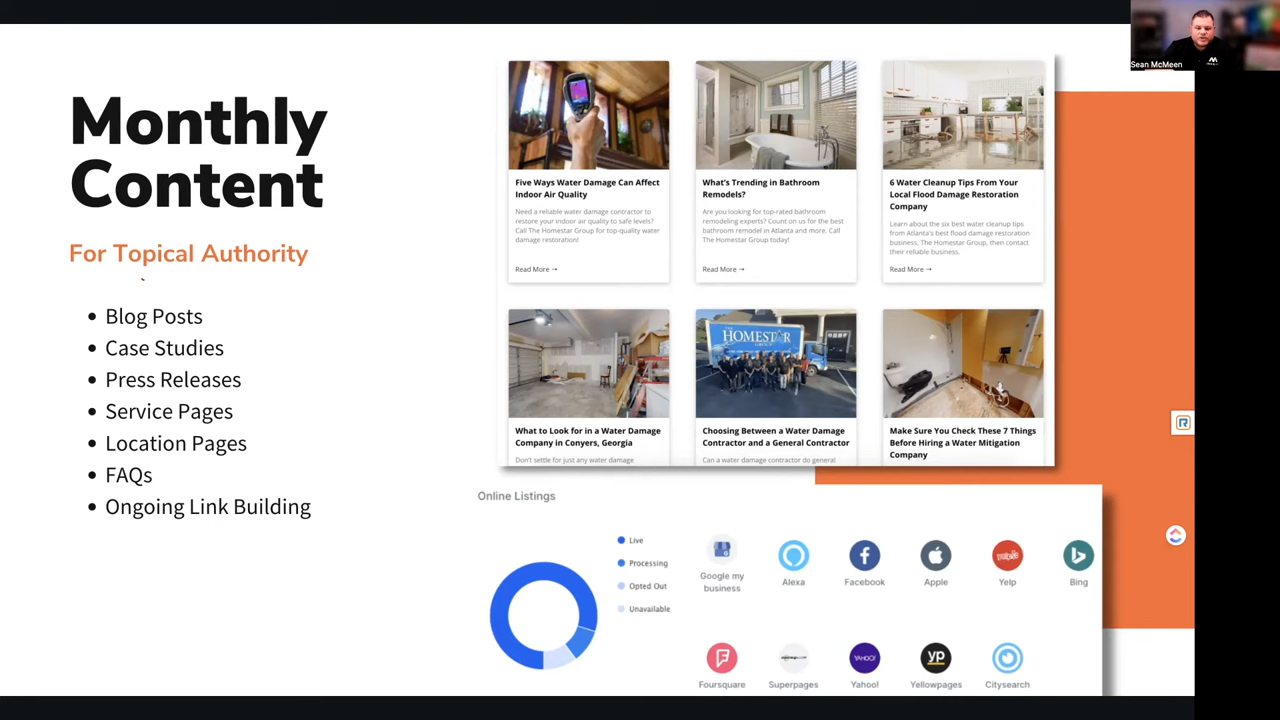 Sean McMeen
Monthly
Content
For Topical Authority
Blog Posts
Case Studies
Press Releases
Service Pages
Location Pages
FAQs
Ongoing Link Building
Five Ways Water Damage Can Affect
Indoor Air Quality
Need a reliable water damage contractor to
restore your indoor air quality to safe levels?
Call The Homestar Group for top-quality water
damage restoration!
Read More →
What's Trending in Bathroom
Remodels?
Are you looking for top-rated bathroom
remodeling experts? Count on us for the best
bathroom remodel in Atlanta and more. Call
The Homestar Group today!
Read More →
6 Water Cleanup Tips From Your
Local Flood Damage Restoration
Company
Learn about the six best water cleanup tips
from Atlanta's best flood damage restoration
business, The Homestar Group, then contact
their reliable business.
Read More →
What to Look for in a Water Damage
Company in Conyers, Georgia
Don't settle for just any water damage
THE
HOMESTAR
GROUP
Choosing Between a Water Damage
Contractor and a General Contractor
Can a water damage contractor do general
Make Sure You Check These 7 Things
Before Hiring a Water Mitigation
Company
Online Listings
Live
Processing
Opted Out
Unavailable
Google my
business
Alexa
Facebook
Apple
yelp
Yelp
Bing
Foursquare
Superpages
YAHOO!
Yahoo!
yp
Yellowpages
Citysearch